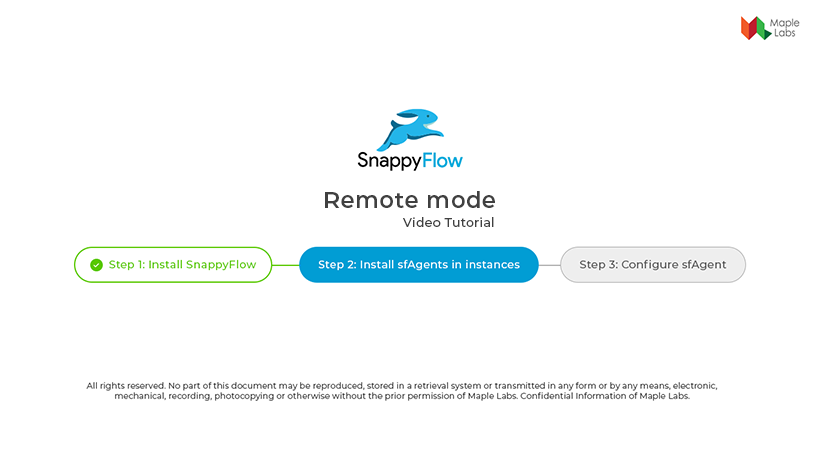 Maple
Labs
SnappyFlow
Remote mode
Video Tutorial
Step 1: Install SnappyFlow
Step 2: Install sfAgents in instances
Step 3: Configure sfAgent
All rights reserved. No part of this document may be reproduced, stored in a retrieval system or transmitted in any form or by any means, electronic,
mechanical, recording, photocopying or otherwise without the prior permission of Maple Labs. Confidential Information of Maple Labs.